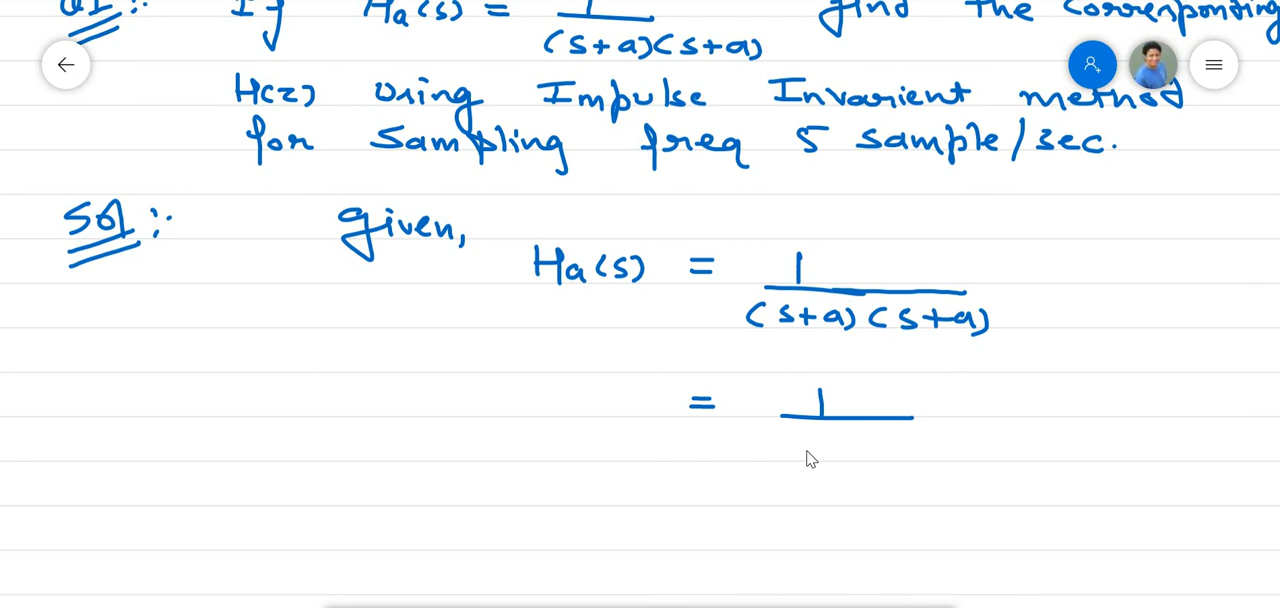 Q1:- If Ha(s) = 1 find the corresponding
(s+a)(s+a)
H(z) using Impulse Invarient method
for sampling freq 5 sample/sec.
Sol:- given,
Ha(s) = 1
(s+a)(s+a)
= 1